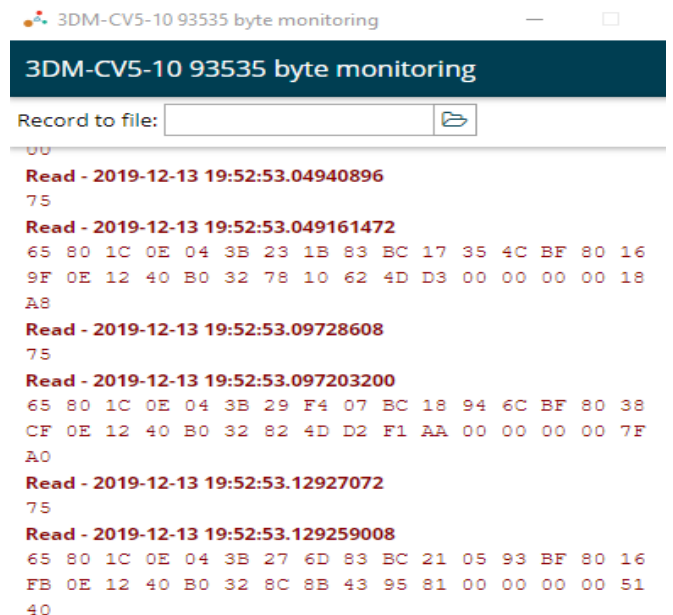 3DM-CV5-10 93535 byte monitoring
3DM-CV5-10 93535 byte monitoring
Record to file:
00
Read - 2019-12-13 19:52:53.04940896
75
Read - 2019-12-13 19:52:53.049161472
65 80 1C 0E 04 3B 23 1B 83 BC 17 35 4C BF 80 16
9F 0E 12 40 B0 32 78 10 62 4D D3 00 00 00 00 18
A8
Read - 2019-12-13 19:52:53.09728608
75
Read - 2019-12-13 19:52:53.097203200
65 80 1C 0E 04 3B 29 F4 07 BC 18 94 6C BF 80 38
CF 0E 12 40 B0 32 82 4D D2 F1 AA 00 00 00 00 7F
A0
Read - 2019-12-13 19:52:53.12927072
75
Read - 2019-12-13 19:52:53.129259008
65 80 1C 0E 04 3B 27 6D 83 BC 21 05 93 BF 80 16
FB 0E 12 40 B0 32 8C 8B 43 95 81 00 00 00 00 51
40